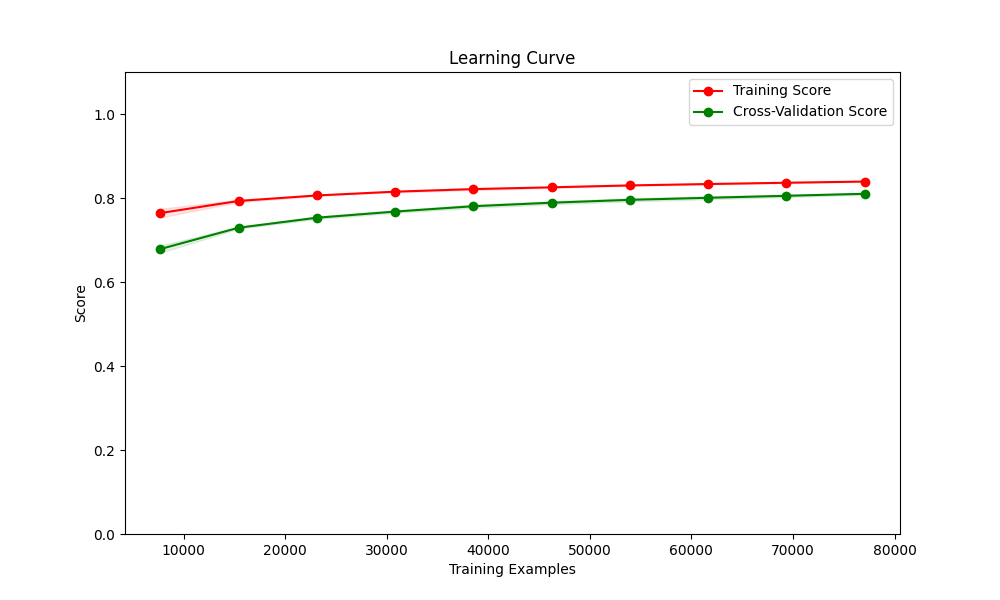 Learning Curve
Training Score
Cross-Validation Score
1.0
0.8
0.6
0.4
0.2
0.0
Score
10000 20000 30000 40000 50000 60000 70000 80000
Training Examples